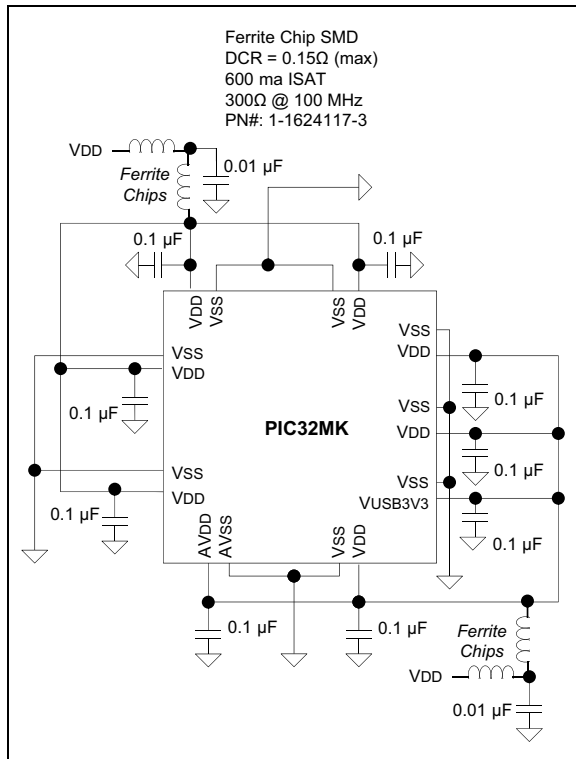 Ferrite Chip SMD
DCR = 0.15Ω (max)
600 ma ISAT
300Ω @ 100 MHz
PN#: 1-1624117-3
VDD
0.01 µF
Ferrite
Chips
0.1 µF
0.1 µF
VDD
VSS
VSS
VDD
VSS
VDD
VSS
VDD
0.1 µF
0.1 µF
VSS
PIC32MK
VDD
0.1 µF
VSS
VDD
VSS
VUSB3V3
0.1 µF
0.1 µF
AVDD
AVSS
VSS
VDD
0.1 µF
0.1 µF
Ferrite
Chips
VDD
0.01 µF